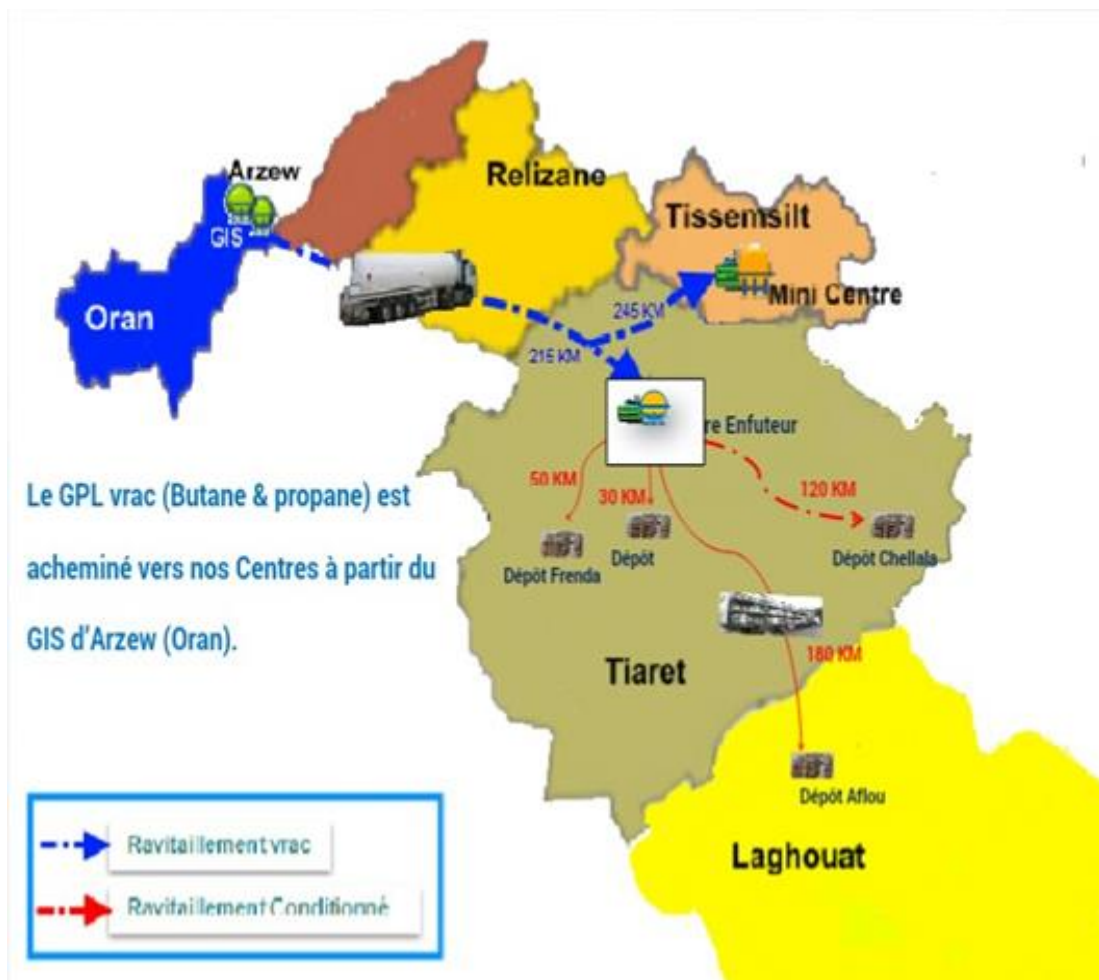 Arzew
GIS
Oran
Relizane
Tissemsilt
Mini Centre
245 KM
215 KM
re Enfuteur
50 KM
30 KM
120 KM
Dépôt Frenda
Dépôt
Dépôt Chellala
Le GPL vrac (Butane & propane) est
acheminé vers nos Centres à partir du
GIS d'Arzew (Oran).
180 KM
Tiaret
Dépôt Aflou
Laghouat
Ravitaillement vrac
Ravitaillement Conditionné